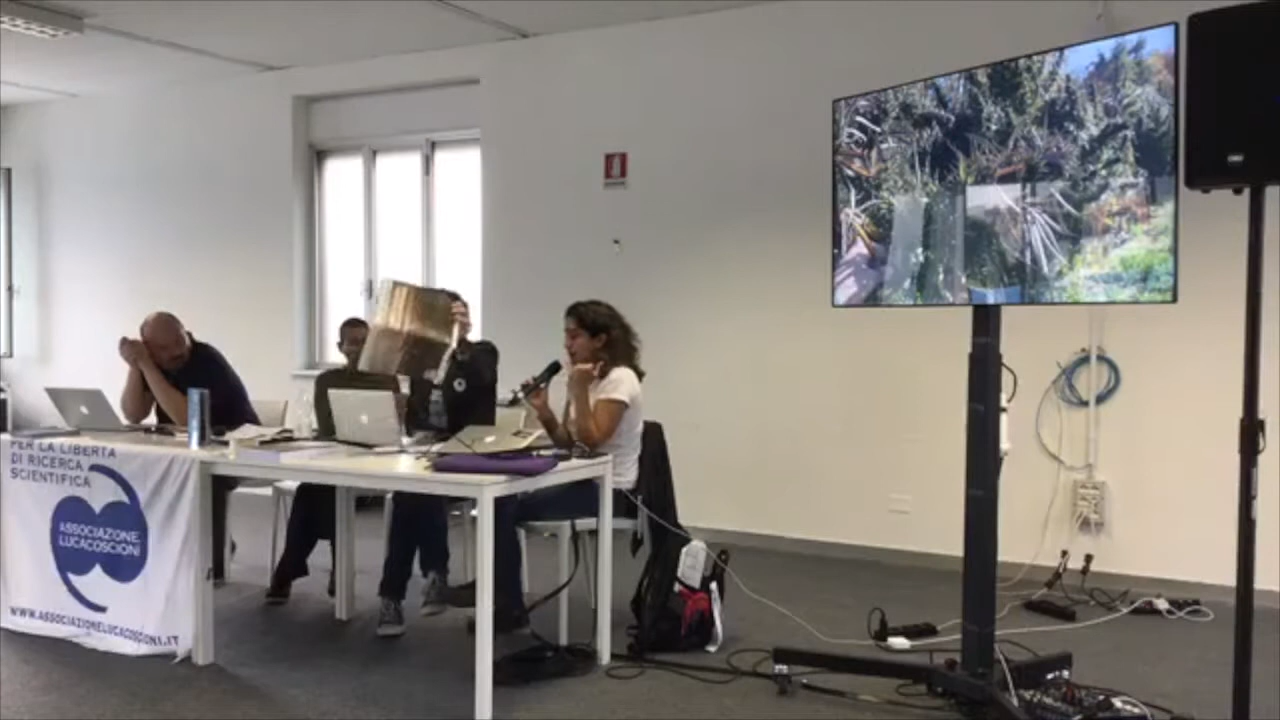 PER LA LIBERTÀ
DI RICERCA
SCIENTIFICA
ASSOCIAZIONE
LUCACOSCIONI
WWW.ASSOCIAZIONELUCACOSCIONI.IT